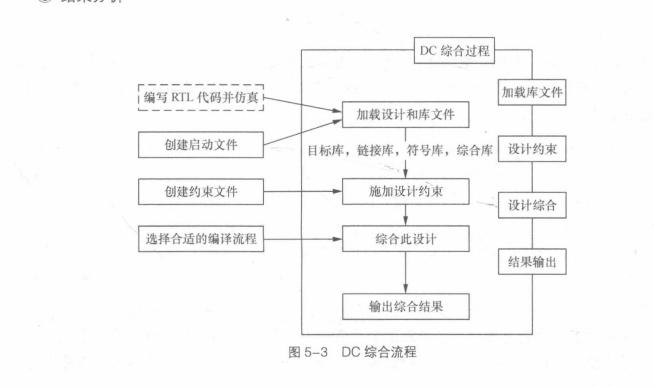 DC 综合过程
编写 RTL 代码并仿真
加载设计和库文件
加载库文件
创建启动文件
目标库，链接库，符号库，综合库
设计约束
创建约束文件
施加设计约束
设计综合
选择合适的编译流程
综合此设计
结果输出
输出综合结果
图 5-3 DC 综合流程